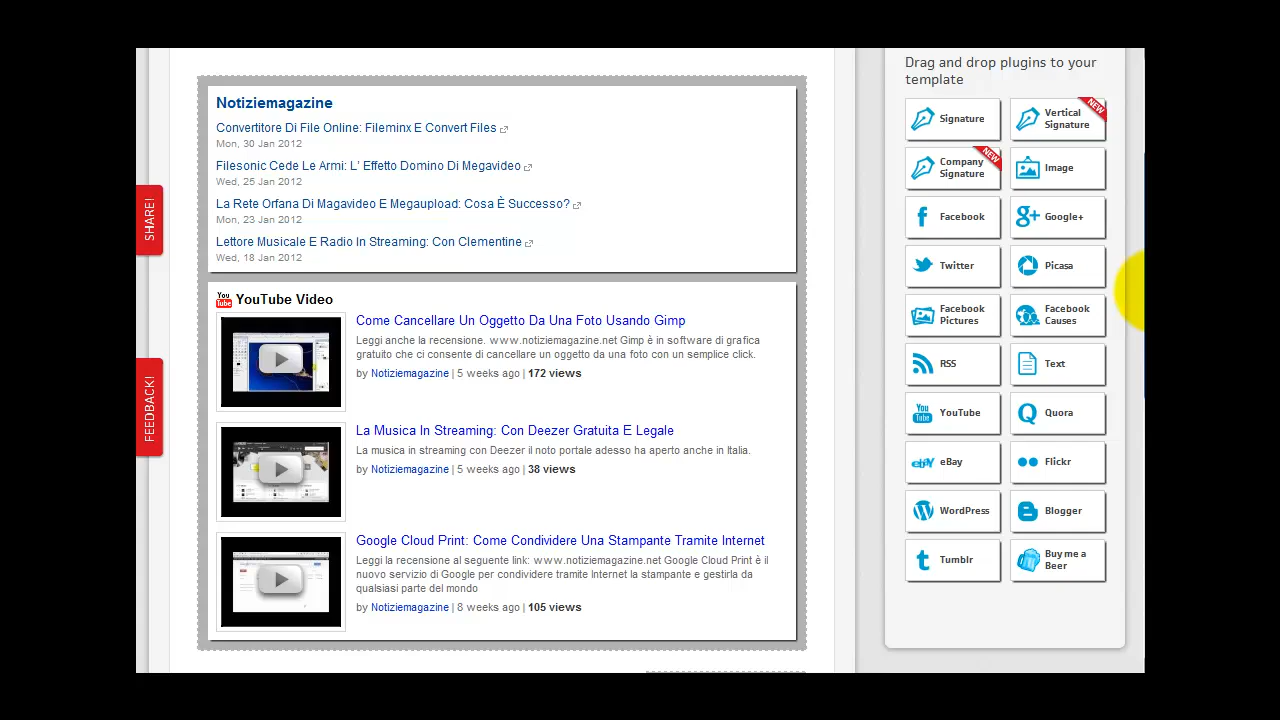 Notiziemagazine
Convertitore Di File Online: Fileminx E Convert Files
Mon, 30 Jan 2012
Filesonic Cede Le Armi: L' Effetto Domino Di Megavideo
Wed, 25 Jan 2012
La Rete Orfana Di Magavideo E Megaupload: Cosa È Successo?
Mon, 23 Jan 2012
Lettore Musicale E Radio In Streaming: Con Clementine
Wed, 18 Jan 2012
You Tube YouTube Video
Come Cancellare Un Oggetto Da Una Foto Usando Gimp
Leggi anche la recensione. www.notiziemagazine.net Gimp è in software di grafica
gratuito che ci consente di cancellare un oggetto da una foto con un semplice click.
by Notiziemagazine | 5 weeks ago | 172 views
La Musica In Streaming: Con Deezer Gratuita E Legale
La musica in streaming con Deezer il noto portale adesso ha aperto anche in Italia.
by Notiziemagazine | 5 weeks ago | 38 views
Google Cloud Print: Come Condividere Una Stampante Tramite Internet
Leggi la recensione al seguente link: www.notiziemagazine.net Google Cloud Print è il
nuovo servizio di Google per condividere tramite Internet la stampante e gestirla da
qualsiasi parte del mondo
by Notiziemagazine | 8 weeks ago | 105 views
SHARE!
FEEDBACK!
Drag and drop plugins to your
template
Signature
Vertical
Signature
NEW
Company
Signature
NEW
Image
Facebook
g+ Google+
Twitter
Picasa
Facebook
Pictures
Facebook
Causes
RSS
Text
You Tube YouTube
Quora
ebay eBay
Flickr
WordPress
Blogger
Tumblr
Buy me a
Beer